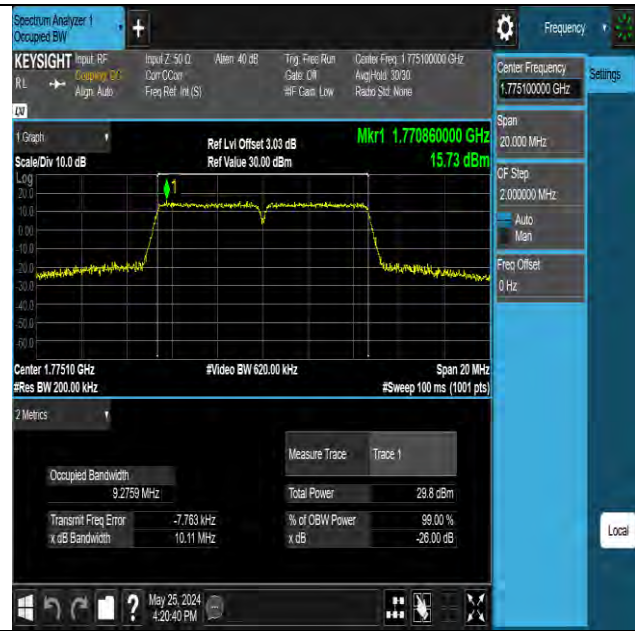 Spectrum Analyzer 1
Occupied BW
+
Frequency
KEYSIGHT Input: RF
RL
Coupling: DC
Align: Auto
Input Z: 50 Ω
Corr CCorr
Freq Ref: Int (S)
Atten: 40 dB
Trig: Free Run
Gate: Off
#IF Gain: Low
Center Freq: 1.775100000 GHz
Avg|Hold: 30/30
Radio Std: None
Center Frequency
1.775100000 GHz
Settings
Span
20.000 MHz
CF Step
2.000000 MHz
Auto
Man
Freq Offset
0 Hz
Local
1 Graph
Scale/Div 10.0 dB
Ref Lvl Offset 3.03 dB
Ref Value 30.00 dBm
Mkr1 1.770860000 GHz
15.73 dBm
Log
1
20.0
10.0
0.00
-10.0
-20.0
-30.0
-40.0
-50.0
-60.0
Center 1.77510 GHz
#Res BW 200.00 kHz
#Video BW 620.00 kHz
Span 20 MHz
#Sweep 100 ms (1001 pts)
2 Metrics
Measure Trace
Trace 1
Occupied Bandwidth
9.2759 MHz
Total Power
29.8 dBm
Transmit Freq Error
-7.763 kHz
% of OBW Power
99.00 %
x dB Bandwidth
10.11 MHz
x dB
-26.00 dB
?
May 25, 2024
4:20:40 PM